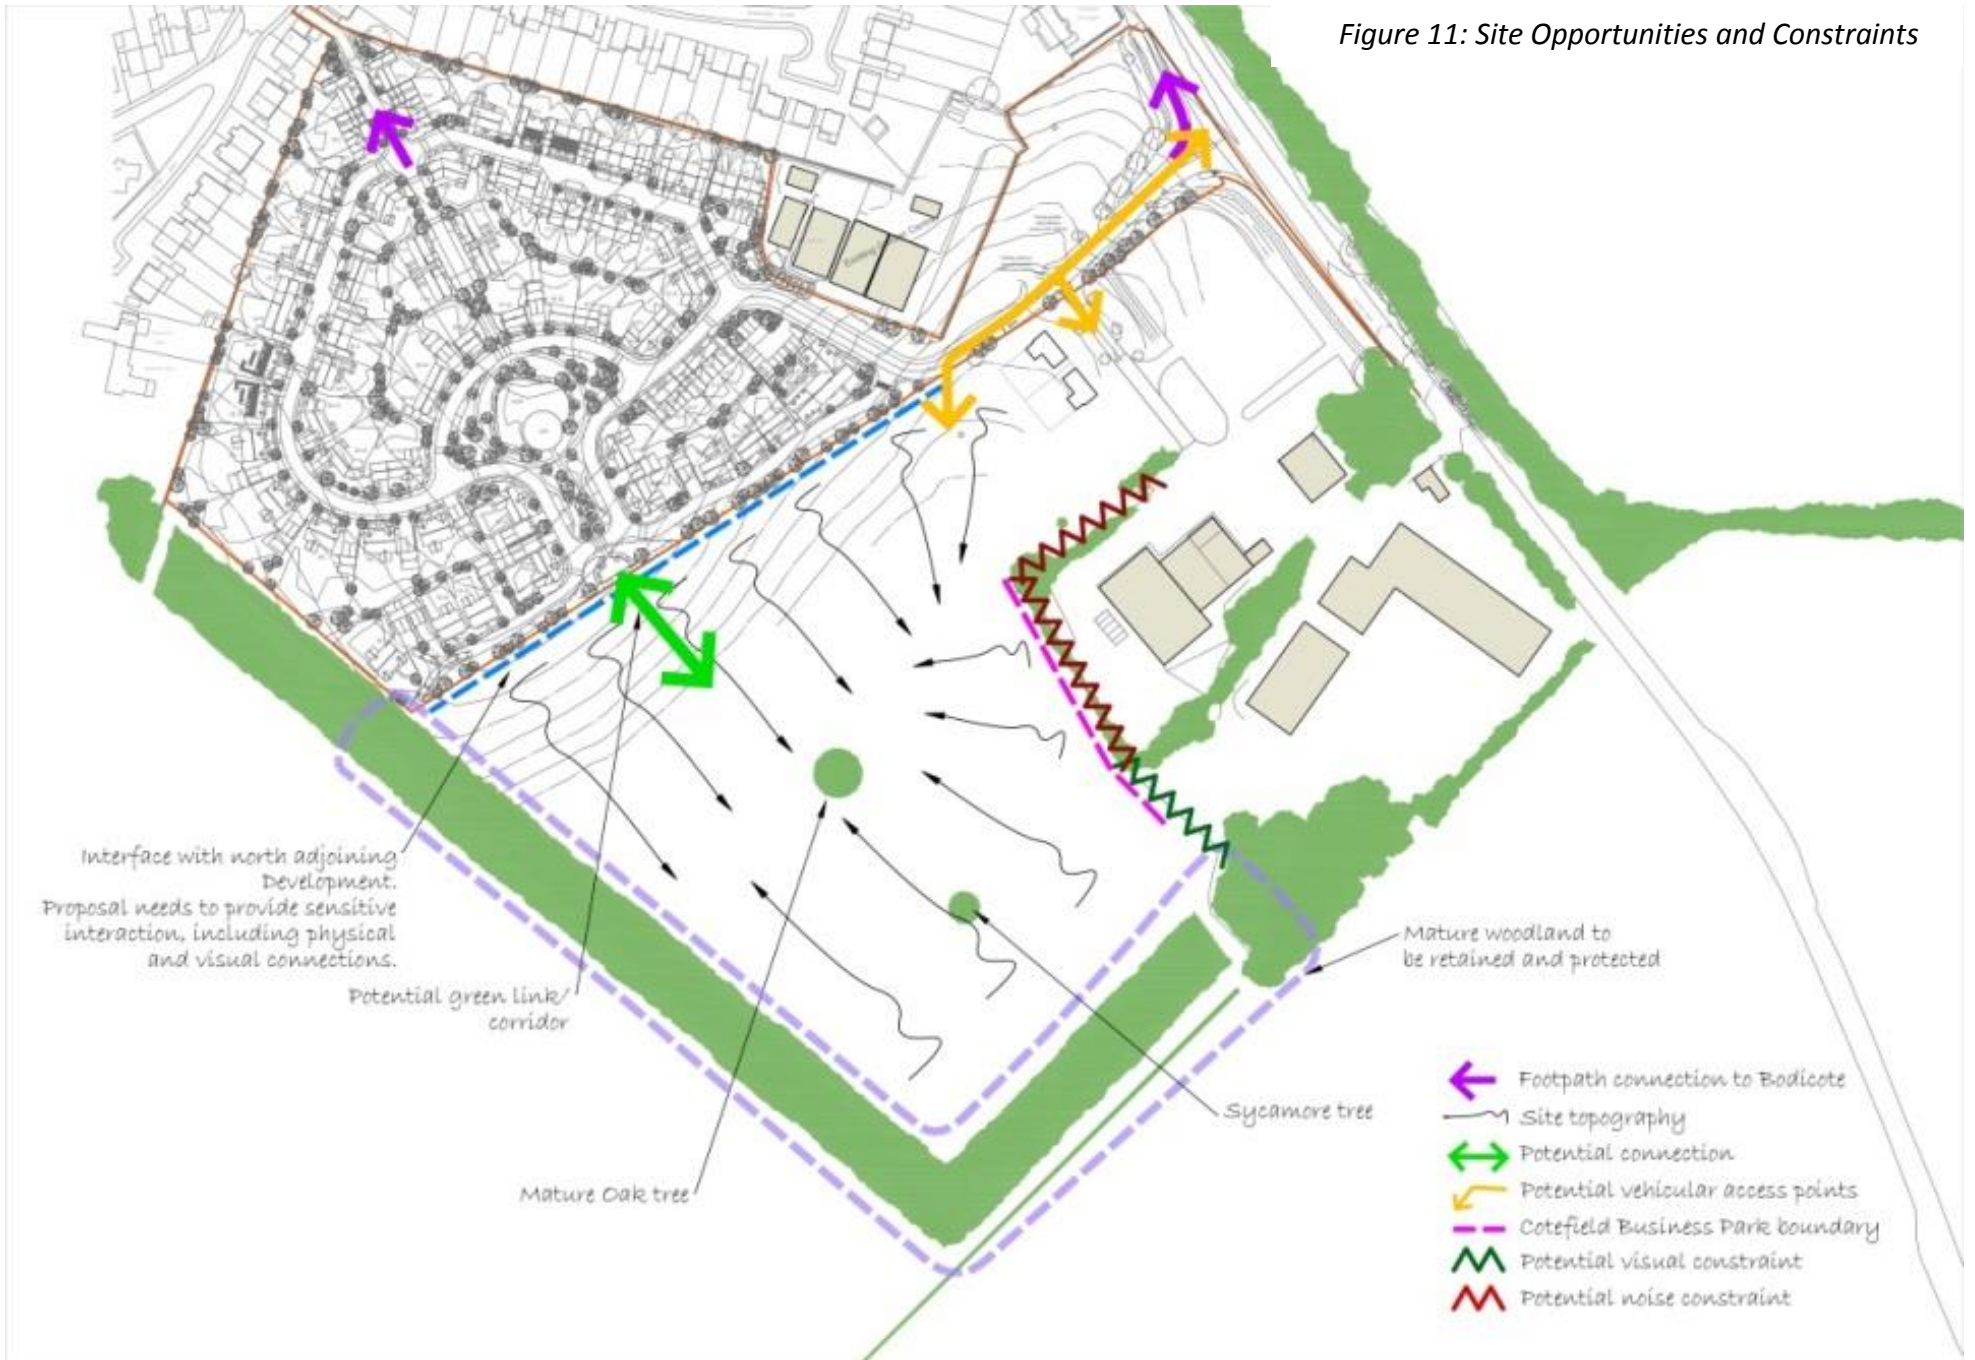 Figure 11: Site Opportunities and Constraints
Interface with north adjoining
Development.
Proposal needs to provide sensitive
interaction, including physical
and visual connections.
Potential green link/
corridor
Mature Oak tree
Sycamore tree
Mature woodland to
be retained and protected
Footpath connection to Bodicote
Site topography
Potential connection
Potential vehicular access points
Cotefield Business Park boundary
Potential visual constraint
Potential noise constraint